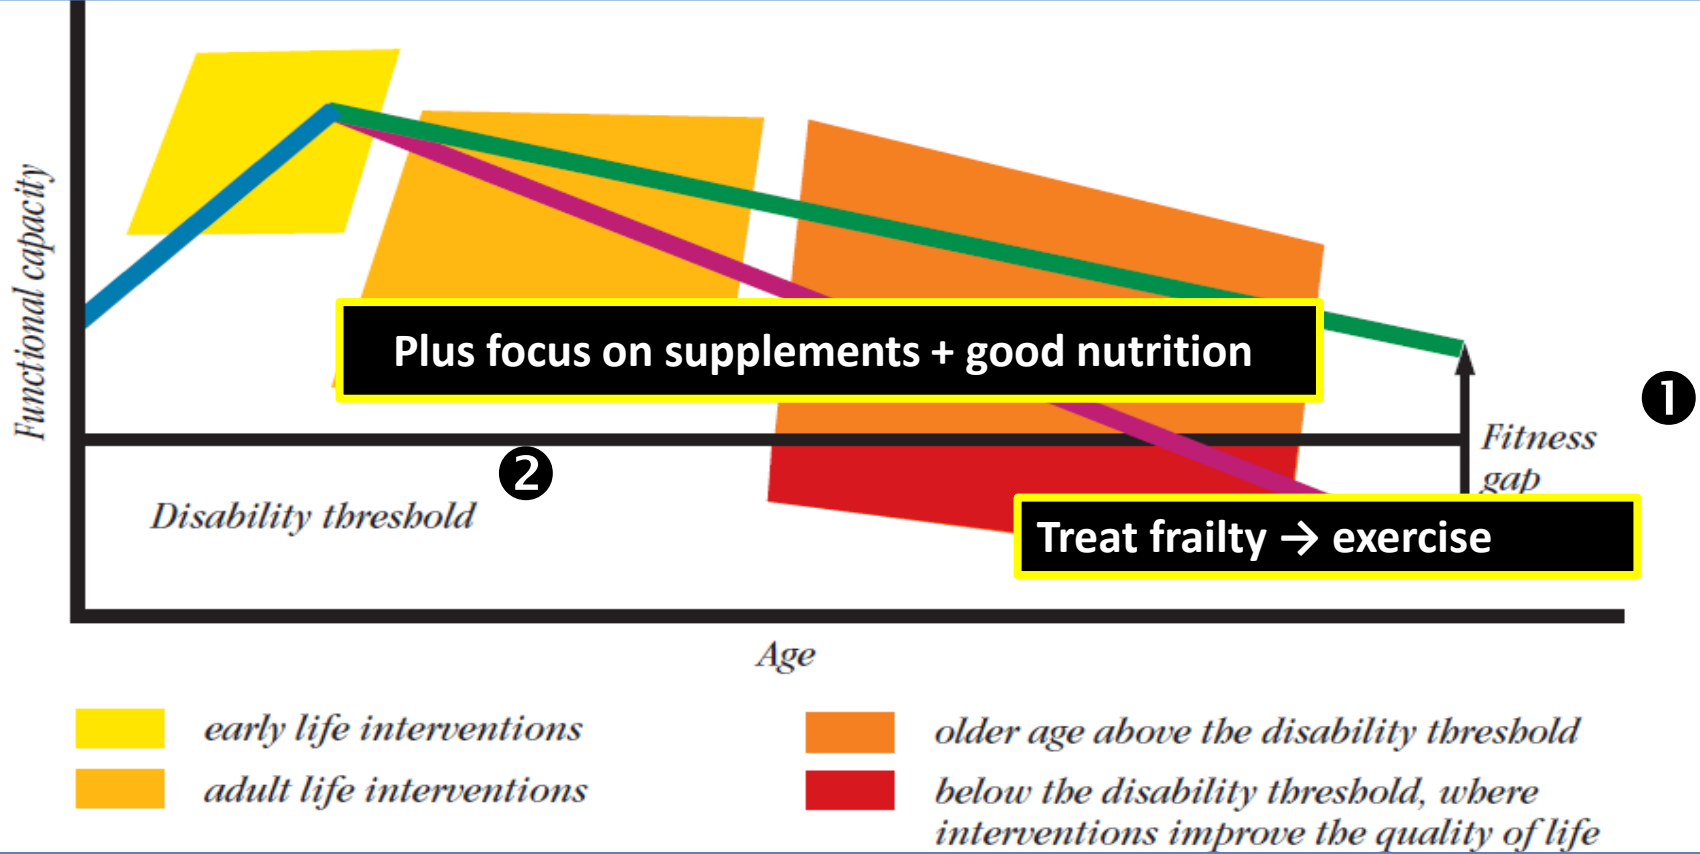 Functional capacity
Plus focus on supplements + good nutrition
❶
Fitness
gap
❷
Disability threshold
Treat frailty → exercise
Age
early life interventions
adult life interventions
older age above the disability threshold
below the disability threshold, where
interventions improve the quality of life